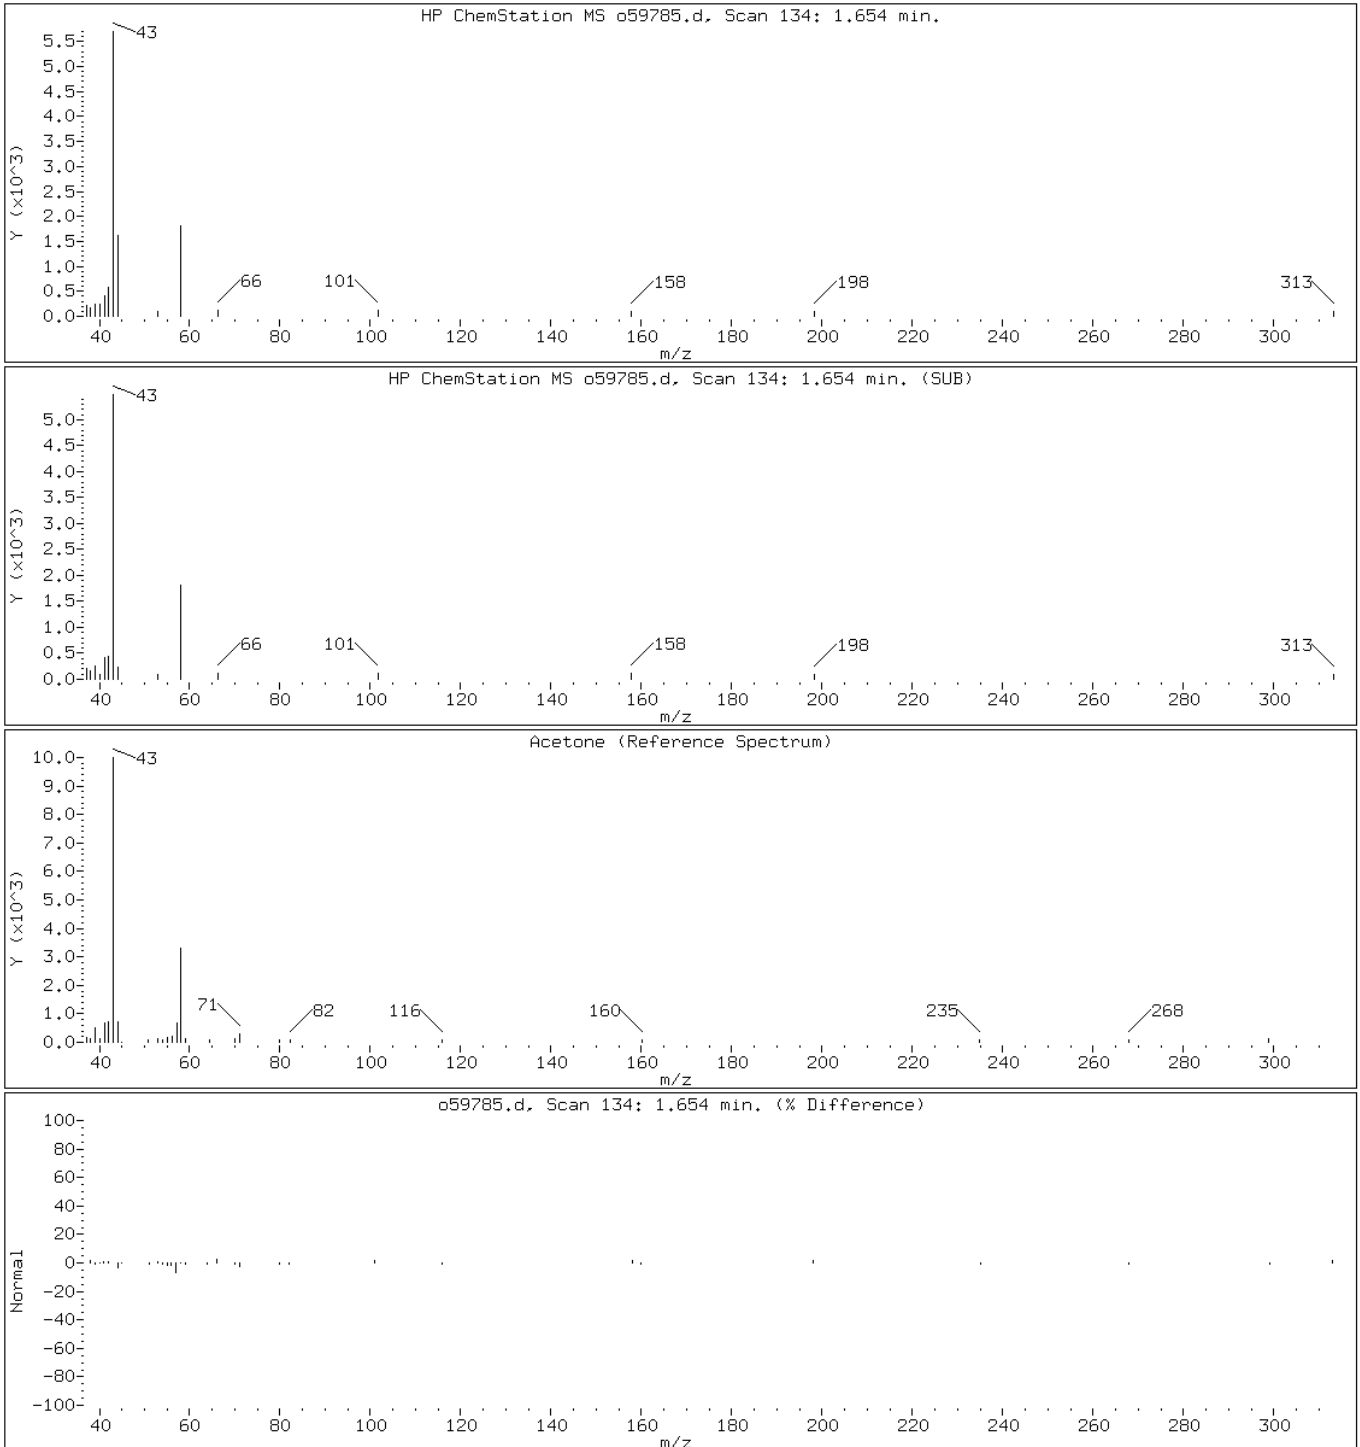 HP ChemStation MS o59785.d, Scan 134: 1.654 min.
43
5.5
5.0
4.5
4.0
3.5
3.0
2.5
2.0
1.5
1.0
0.5
0.0
Y (x10^3)
66 101 158 198 313
40 60 80 100 120 140 160 180 200 220 240 260 280 300
m/z
HP ChemStation MS o59785.d, Scan 134: 1.654 min. (SUB)
43
5.0
4.5
4.0
3.5
3.0
2.5
2.0
1.5
1.0
0.5
0.0
Y (x10^3)
66 101 158 198 313
40 60 80 100 120 140 160 180 200 220 240 260 280 300
m/z
Acetone (Reference Spectrum)
43
10.0
9.0
8.0
7.0
6.0
5.0
4.0
3.0
2.0
1.0
0.0
Y (x10^3)
71 82 116 160 235 268
40 60 80 100 120 140 160 180 200 220 240 260 280 300
m/z
o59785.d, Scan 134: 1.654 min. (% Difference)
100
80
60
40
20
0
-20
-40
-60
-80
-100
Normal
40 60 80 100 120 140 160 180 200 220 240 260 280 300
m/z